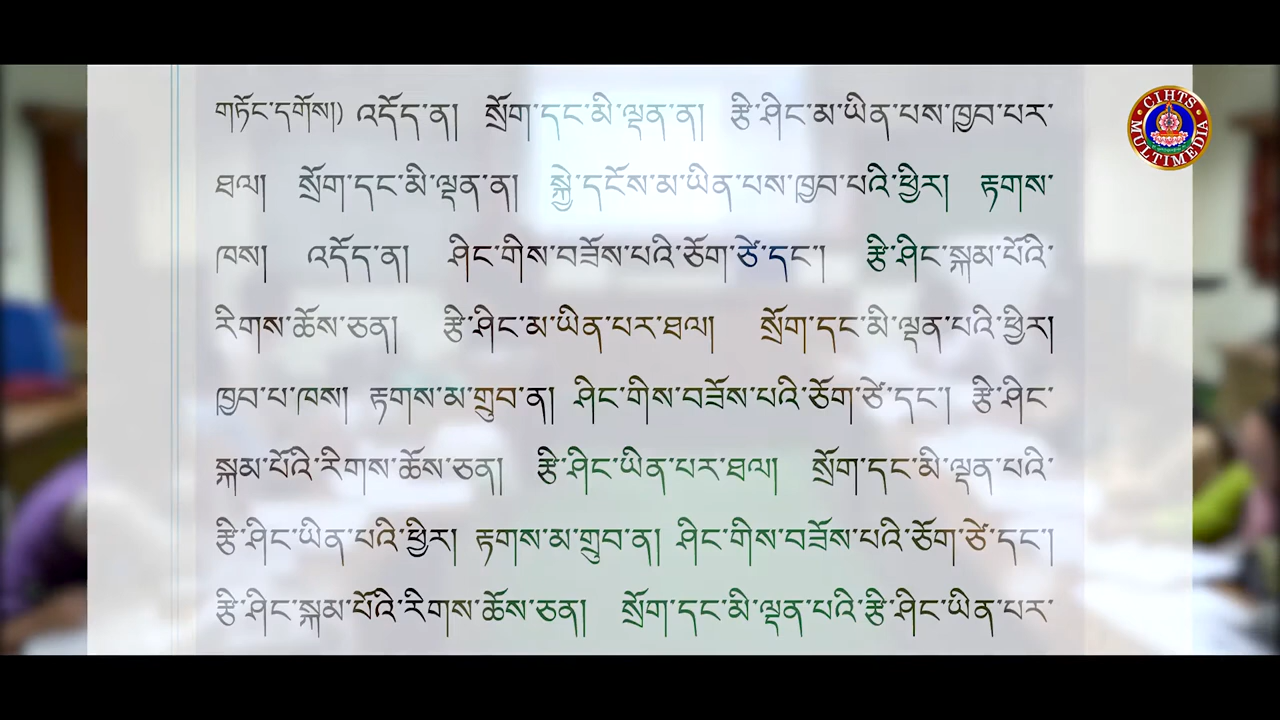 གཏོང་དགོས།) འདོད་ན། སྲོག་དང་མི་ལྡན་ན། རྩི་ཤིང་མ་ཡིན་པས་ཁྱབ་པར་
ཐལ། སྲོག་དང་མི་ལྡན་ན། སྐྱེ་དངོས་མ་ཡིན་པས་ཁྱབ་པའི་ཕྱིར། རྟགས་
ཁས། འདོད་ན། ཤིང་གིས་བཟོས་པའི་ཅོག་ཙེ་དང་། རྩི་ཤིང་སྐམ་པོའི་
རིགས་ཆོས་ཅན། རྩི་ཤིང་མ་ཡིན་པར་ཐལ། སྲོག་དང་མི་ལྡན་པའི་ཕྱིར།
ཁྱབ་པ་ཁས། རྟགས་མ་གྲུབ་ན། ཤིང་གིས་བཟོས་པའི་ཅོག་ཙེ་དང་། རྩི་ཤིང་
སྐམ་པོའི་རིགས་ཆོས་ཅན། རྩི་ཤིང་ཡིན་པར་ཐལ། སྲོག་དང་མི་ལྡན་པའི་
རྩི་ཤིང་ཡིན་པའི་ཕྱིར། རྟགས་མ་གྲུབ་ན། ཤིང་གིས་བཟོས་པའི་ཅོག་ཙེ་དང་།
རྩི་ཤིང་སྐམ་པོའི་རིགས་ཆོས་ཅན། སྲོག་དང་མི་ལྡན་པའི་རྩི་ཤིང་ཡིན་པར་
CIHTS
MULTIMEDIA